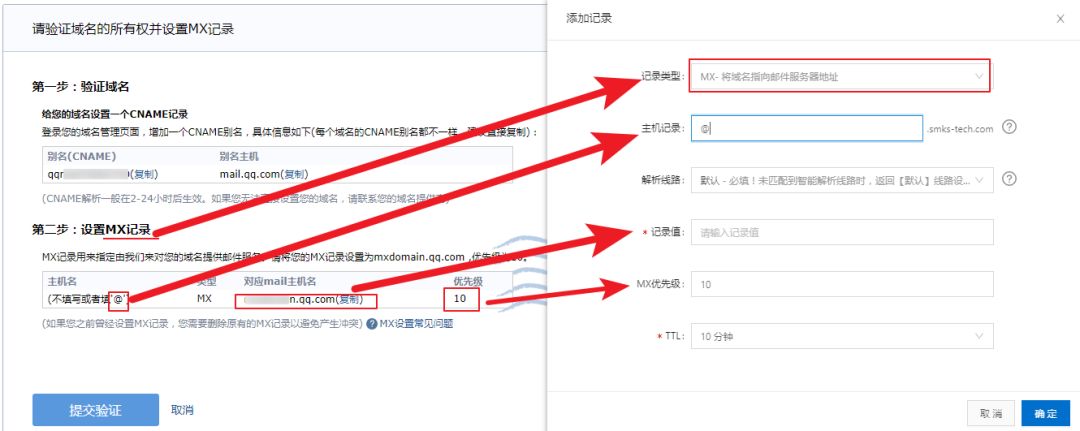 请验证域名的所有权并设置MX记录
第一步：验证域名
给您的域名设置一个CNAME记录
登录您的域名管理页面，增加一个CNAME别名，具体信息如下(每个域名的CNAME别名都不一样，请直接复制)：
别名(CNAME) 别名主机
qqr (复制) mail.qq.com(复制)
(CNAME解析一般在2-24小时后生效。如果您无法直接设置您的域名，请联系您的域名提供商)
第二步：设置MX记录
MX记录用来指定由我们来对您的域名提供邮件服务。请将您的MX记录设置为mxdomain.qq.com ,优先级为10。
主机名 类型 对应mail主机名 优先级
(不填写或者填'@') MX n.qq.com(复制) 10
(如果您之前曾经设置MX记录，您需要删除原有的MX记录以避免产生冲突) ? MX设置常见问题
提交验证 取消
添加记录 ×
记录类型： MX- 将域名指向邮件服务器地址
主机记录： @ .smks-tech.com ?
解析线路： 默认 - 必填！未匹配到智能解析线路时，返回【默认】线路设... ?
* 记录值： 请输入记录值
MX优先级： 10
* TTL： 10 分钟
取消 确定